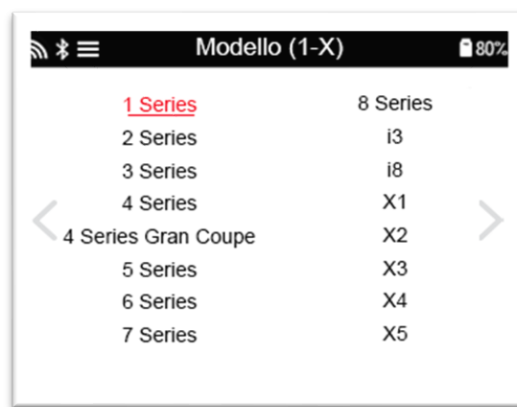 Modello (1-X)
80%
1 Series
2 Series
3 Series
4 Series
4 Series Gran Coupe
5 Series
6 Series
7 Series
8 Series
i3
i8
X1
X2
X3
X4
X5